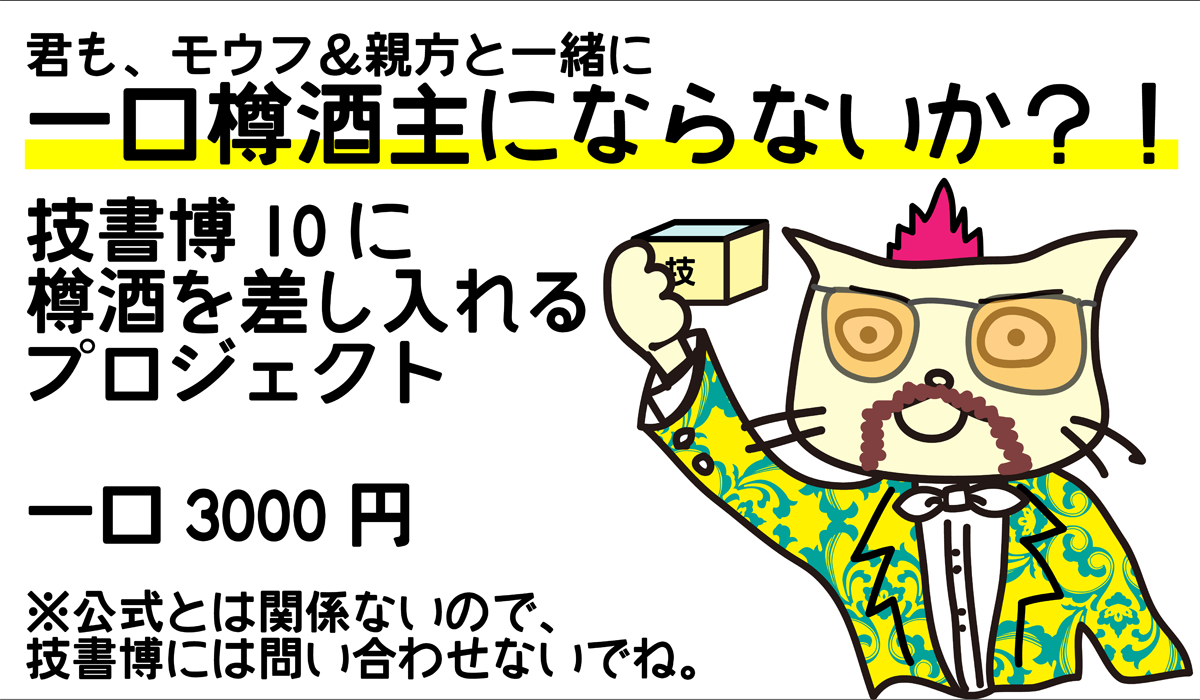 君も、モウフ＆親方と一緒に
一口樽酒主にならないか？！
技書博 10 に
樽酒を差し入れる
プロジェクト
技
一口 3000 円
※公式とは関係ないので、
技書博には問い合わせないでね。